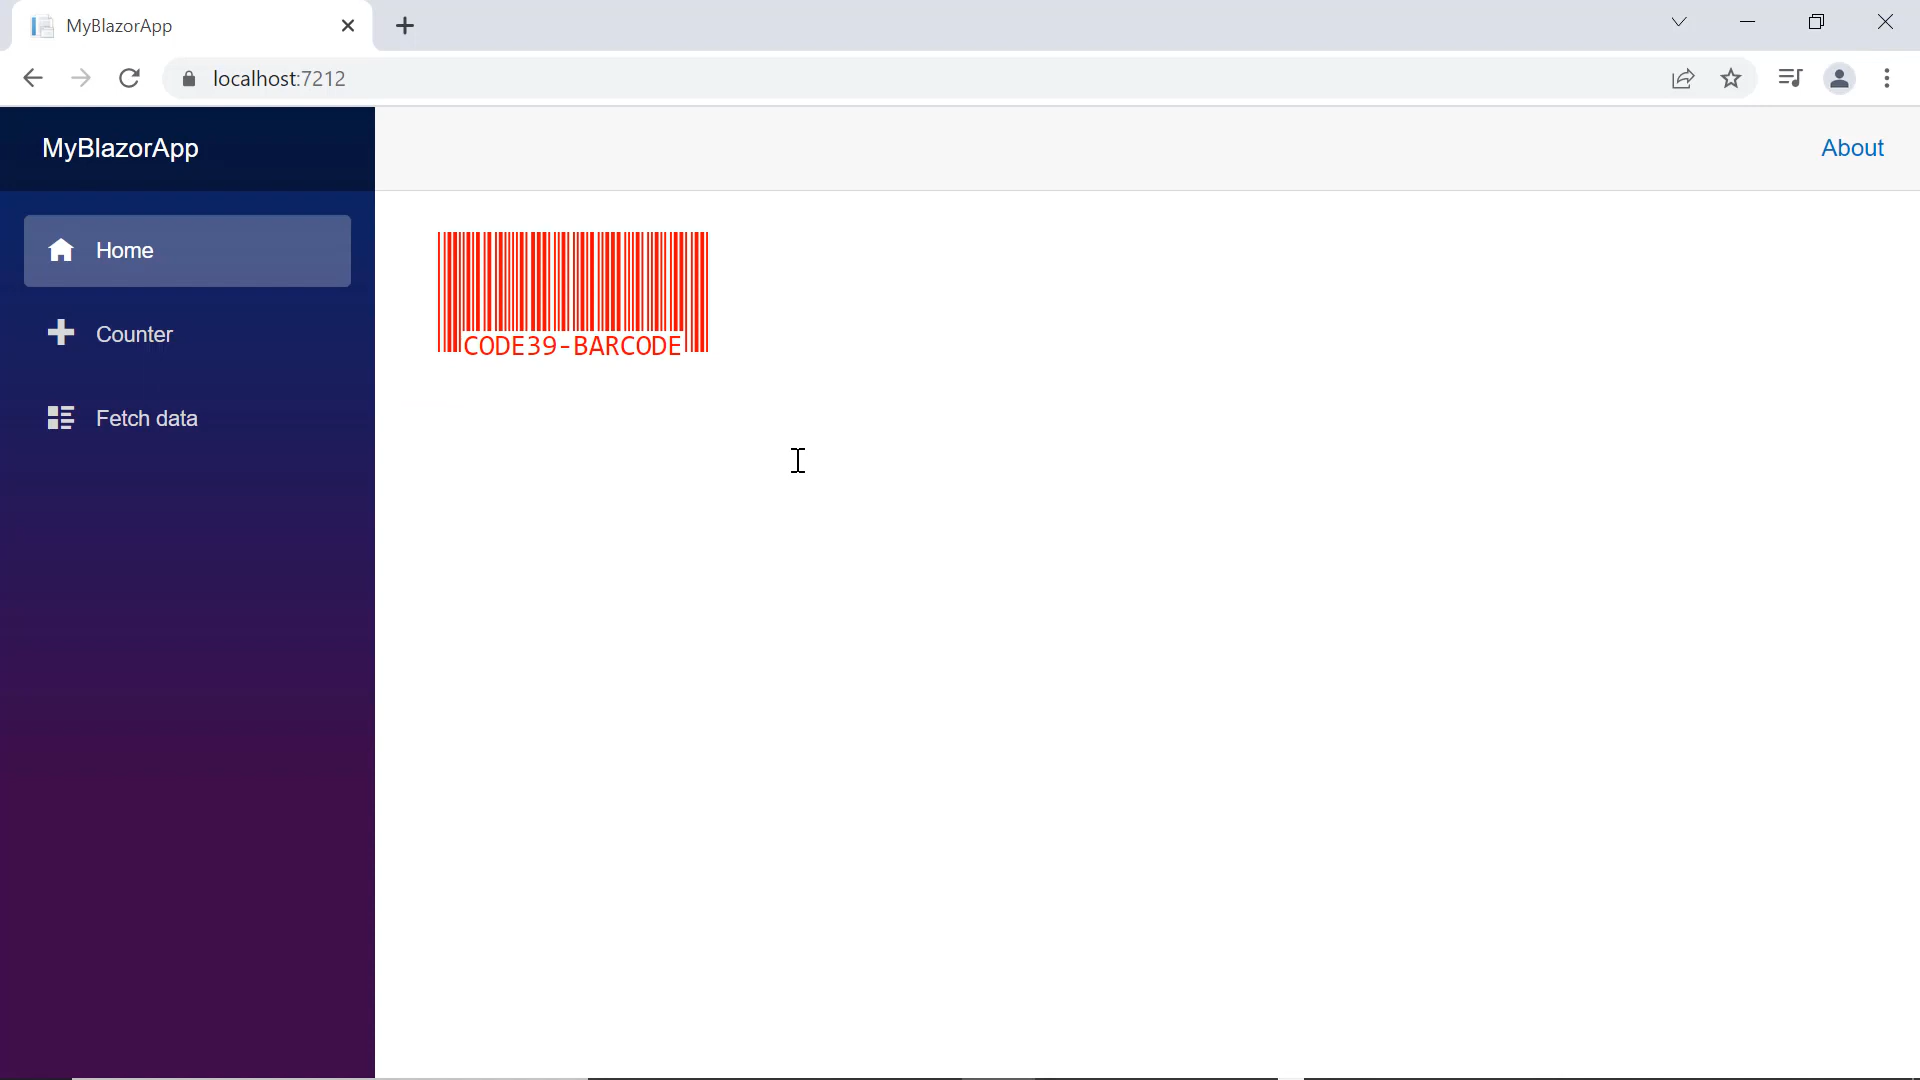 MyBlazorApp
localhost:7212
MyBlazorApp
About
Home
Counter
Fetch data
CODE39-BARCODE